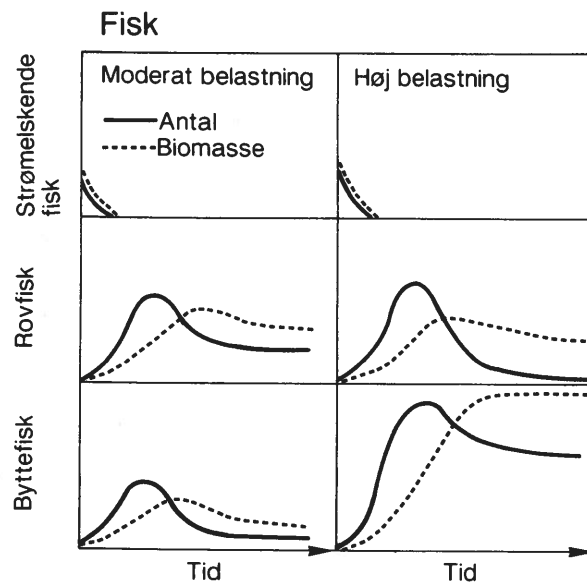 Fisk
Moderat belastning
Høj belastning
Antal
Biomasse
Strømelskende
fisk
Rovfisk
Byttefisk
Tid
Tid